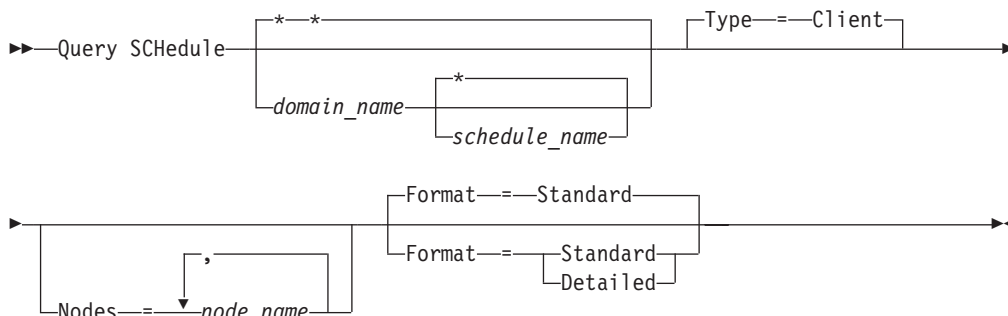 * *
Type = Client
Query SCHedule
*
domain_name
schedule_name
Format = Standard
,
Format = Standard
Detailed
Nodes = node_name